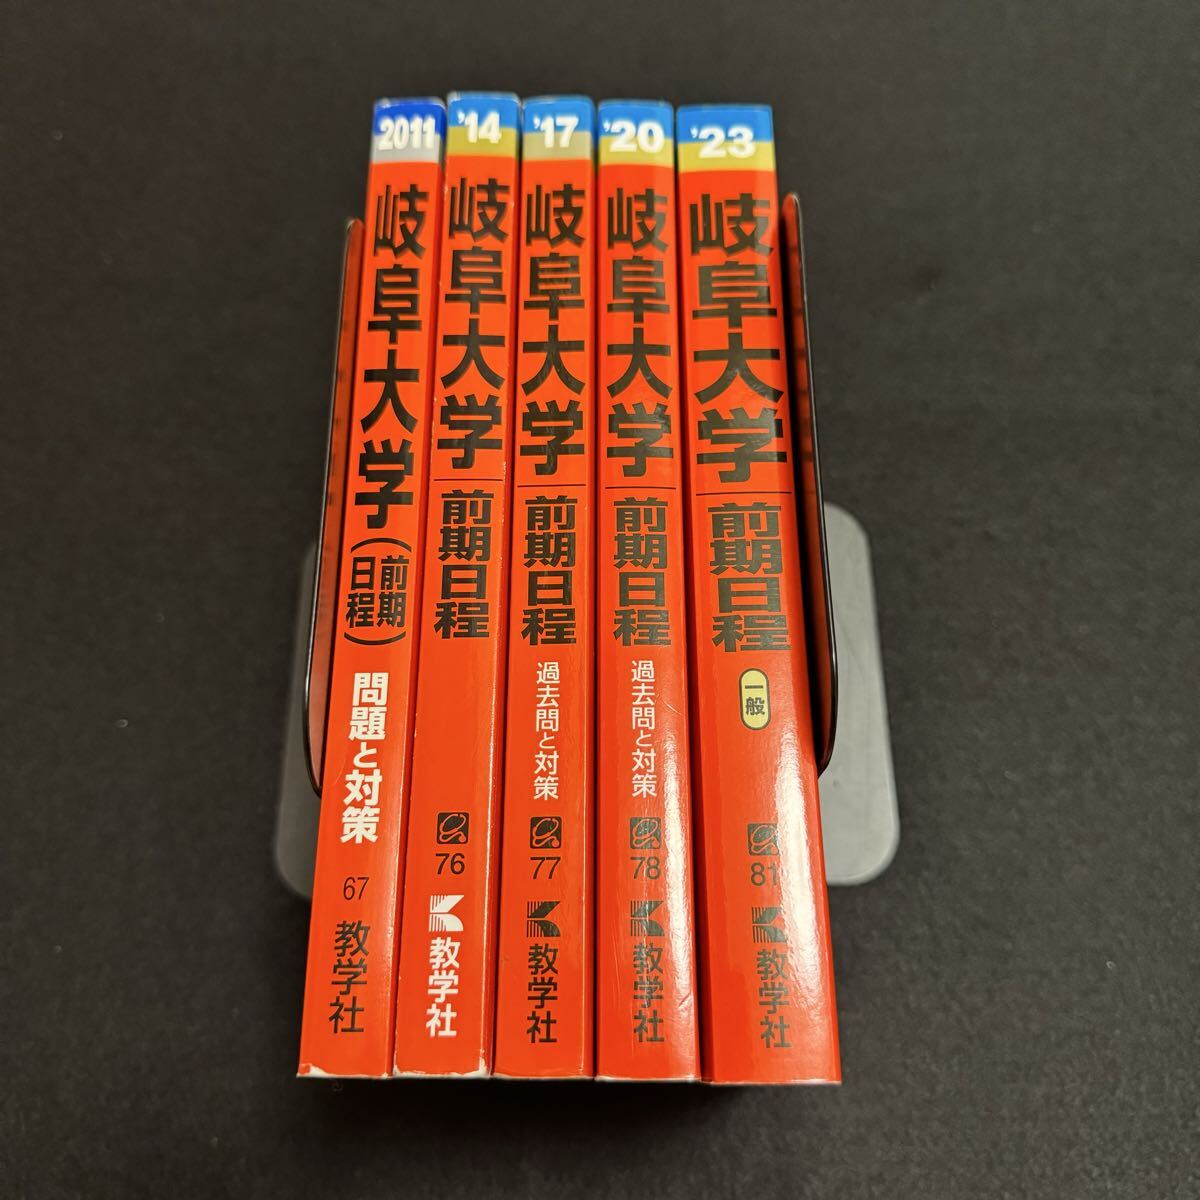 2011
岐阜大学(前期日程)
問題と対策
67
教学社
'14
岐阜大学
前期日程
76
教学社
'17
岐阜大学
前期日程
過去問と対策
77
教学社
'20
岐阜大学
前期日程
過去問と対策
78
教学社
'23
岐阜大学
前期日程
一般
81
教学社